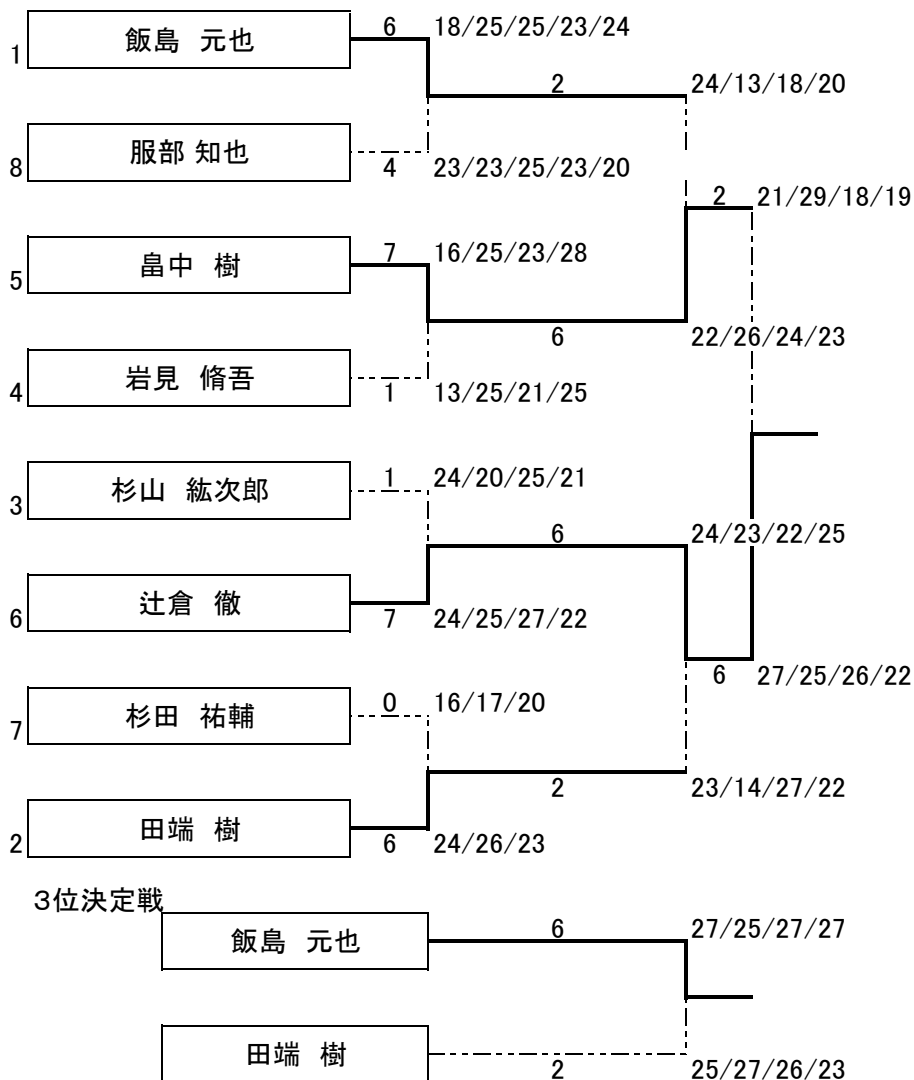 6 18/25/25/23/24
飯島 元也
1
2 24/13/18/20
服部 知也
8 4 23/23/25/23/20
2 21/29/18/19
7 16/25/23/28
畠中 樹
5
6 22/26/24/23
岩見 脩吾
4 1 13/25/21/25
1 24/20/25/21
杉山 紘次郎
3
6 24/23/22/25
辻倉 徹
6 7 24/25/27/22
6 27/25/26/22
0 16/17/20
杉田 祐輔
7
2 23/14/27/22
田端 樹
2 6 24/26/23
3位決定戦
飯島 元也 6 27/25/27/27
田端 樹
2 25/27/26/23